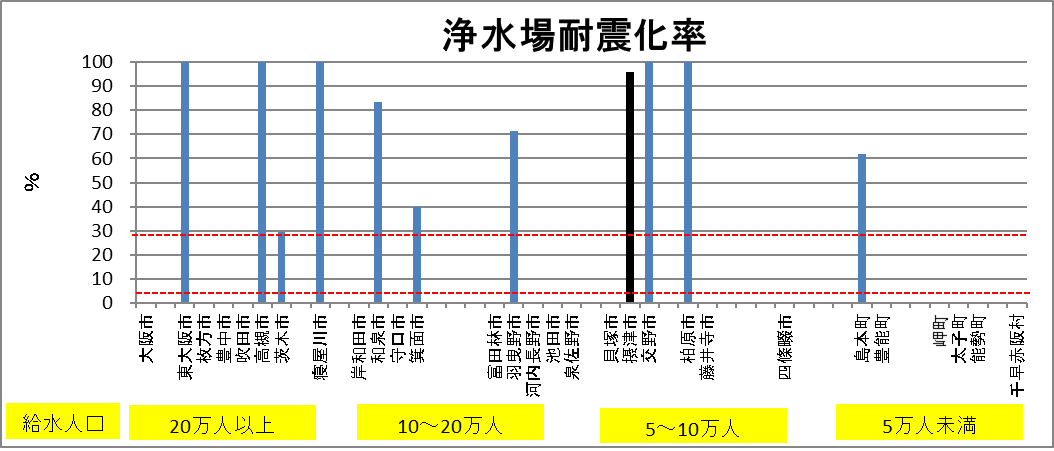 浄水場耐震化率
%
100
90
80
70
60
50
40
30
20
10
0
大阪市
東大阪市
枚方市
豊中市
吹田市
高槻市
茨木市
寝屋川市
岸和田市
和泉市
守口市
箕面市
富田林市
羽曳野市
河内長野市
池田市
泉佐野市
貝塚市
摂津市
交野市
柏原市
藤井寺市
四條畷市
島本町
豊能町
岬町
太子町
能勢町
千早赤阪村
給水人口
20万人以上
10～20万人
5～10万人
5万人未満